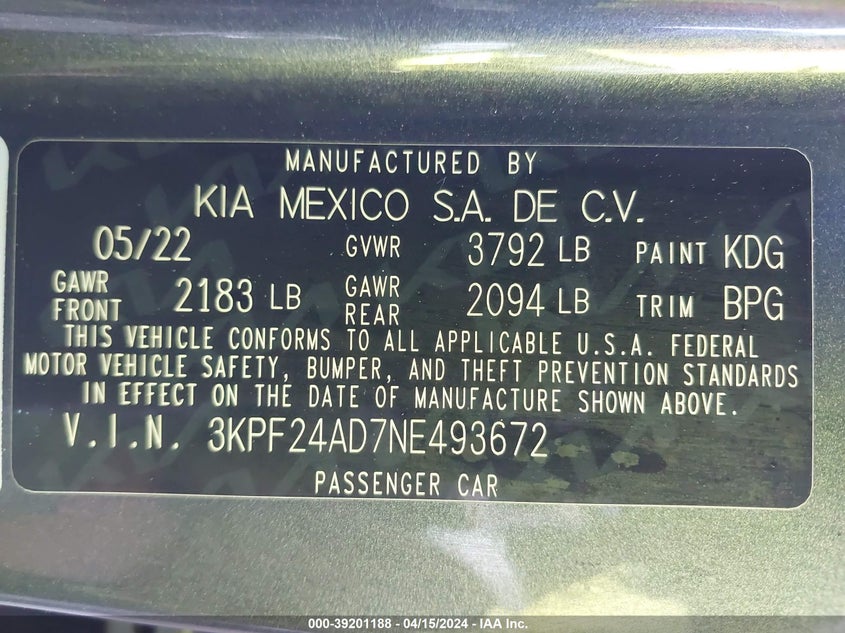 MANUFACTURED BY
KIA MEXICO S.A. DE C.V.
05/22 GVWR 3792 LB PAINT KDG
GAWR FRONT 2183 LB GAWR REAR 2094 LB TRIM BPG
THIS VEHICLE CONFORMS TO ALL APPLICABLE U.S.A. FEDERAL
MOTOR VEHICLE SAFETY, BUMPER, AND THEFT PREVENTION STANDARDS
IN EFFECT ON THE DATE OF MANUFACTURE SHOWN ABOVE.
V.I.N. 3KPF24AD7NE493672
PASSENGER CAR
000-39201188 - 04/15/2024 - IAA Inc.